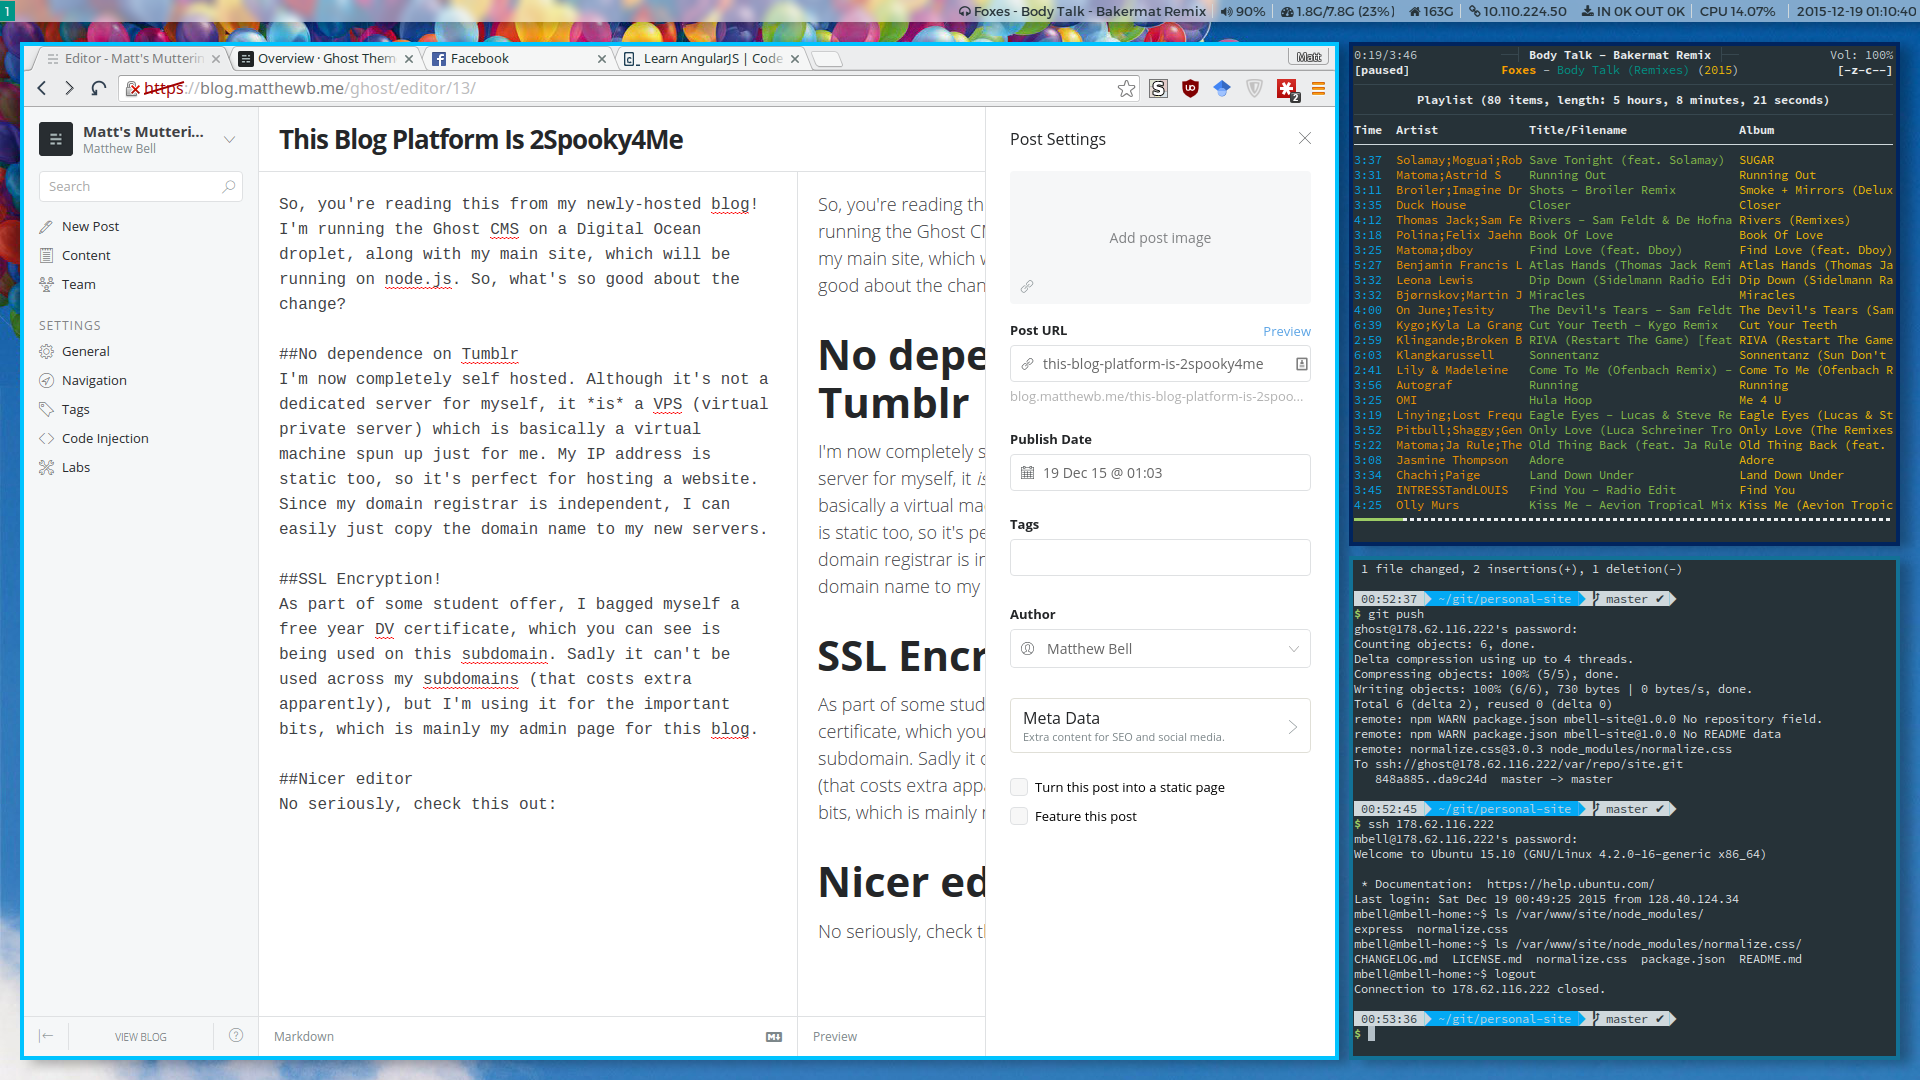 1
Foxes - Body Talk - Bakermat Remix
90%
1.8G/7.8G (23%)
163G
10.110.224.50
IN 0K OUT 0K
CPU 14.07%
2015-12-19 01:10:40
Editor - Matt's Mutterin
Overview · Ghost Them
Facebook
Learn AngularJS | Code
Matt
https://blog.matthewb.me/ghost/editor/13/
2
Matt's Mutteri...
Matthew Bell
Search
New Post
Content
Team
SETTINGS
General
Navigation
Tags
Code Injection
Labs
VIEW BLOG
This Blog Platform Is 2Spooky4Me
So, you're reading this from my newly-hosted blog!
I'm running the Ghost CMS on a Digital Ocean
droplet, along with my main site, which will be
running on node.js. So, what's so good about the
change?
##No dependence on Tumblr
I'm now completely self hosted. Although it's not a
dedicated server for myself, it *is* a VPS (virtual
private server) which is basically a virtual
machine spun up just for me. My IP address is
static too, so it's perfect for hosting a website.
Since my domain registrar is independent, I can
easily just copy the domain name to my new servers.
##SSL Encryption!
As part of some student offer, I bagged myself a
free year DV certificate, which you can see is
being used on this subdomain. Sadly it can't be
used across my subdomains (that costs extra
apparently), but I'm using it for the important
bits, which is mainly my admin page for this blog.
##Nicer editor
No seriously, check this out:
Markdown
So, you're reading th
running the Ghost CM
my main site, which w
good about the chan
No depe
Tumblr
I'm now completely s
server for myself, it is
basically a virtual ma
is static too, so it's pe
domain registrar is in
domain name to my
SSL Encr
As part of some stud
certificate, which you
subdomain. Sadly it c
(that costs extra app
bits, which is mainly r
Nicer ed
No seriously, check th
Preview
Post Settings
Add post image
Post URL
Preview
this-blog-platform-is-2spooky4me
blog.matthewb.me/this-blog-platform-is-2spoo...
Publish Date
19 Dec 15 @ 01:03
Tags
Author
Matthew Bell
Meta Data
Extra content for SEO and social media.
Turn this post into a static page
Feature this post
0:19/3:46 Body Talk - Bakermat Remix Vol: 100%
[paused] Foxes - Body Talk (Remixes) (2015) [-z-c--]
Playlist (80 items, length: 5 hours, 8 minutes, 21 seconds)
Time Artist Title/Filename Album
3:37 Solamay;Moguai;Rob Save Tonight (feat. Solamay) SUGAR
3:31 Matoma;Astrid S Running Out Running Out
3:11 Broiler;Imagine Dr Shots - Broiler Remix Smoke + Mirrors (Delux
3:35 Duck House Closer Closer
4:12 Thomas Jack;Sam Fe Rivers - Sam Feldt & De Hofna Rivers (Remixes)
3:18 Polina;Felix Jaehn Book Of Love Book Of Love
3:25 Matoma;dboy Find Love (feat. Dboy) Find Love (feat. Dboy)
5:27 Benjamin Francis L Atlas Hands (Thomas Jack Remi Atlas Hands (Thomas Ja
3:32 Leona Lewis Dip Down (Sidelmann Radio Edi Dip Down (Sidelmann Ra
3:32 Bjørnskov;Martin J Miracles Miracles
4:00 On June;Tesity The Devil's Tears - Sam Feldt The Devil's Tears (Sam
6:39 Kygo;Kyla La Grang Cut Your Teeth - Kygo Remix Cut Your Teeth
2:59 Klingande;Broken B RIVA (Restart The Game) [feat RIVA (Restart The Game
6:03 Klangkarussell Sonnentanz Sonnentanz (Sun Don't
2:41 Lily & Madeleine Come To Me (Ofenbach Remix) - Come To Me (Ofenbach R
3:56 Autograf Running Running
3:25 OMI Hula Hoop Me 4 U
3:19 Linying;Lost Frequ Eagle Eyes - Lucas & Steve Re Eagle Eyes (Lucas & St
3:52 Pitbull;Shaggy;Gen Only Love (Luca Schreiner Tro Only Love (The Remixes
5:22 Matoma;Ja Rule;The Old Thing Back (feat. Ja Rule Old Thing Back (feat.
3:08 Jasmine Thompson Adore Adore
3:34 Chachi;Paige Land Down Under Land Down Under
3:45 INTRESSTandLOUIS Find You - Radio Edit Find You
4:25 Olly Murs Kiss Me - Aevion Tropical Mix Kiss Me (Aevion Tropic
1 file changed, 2 insertions(+), 1 deletion(-)
00:52:37 ~/git/personal-site master ✔
$ git push
ghost@178.62.116.222's password:
Counting objects: 6, done.
Delta compression using up to 4 threads.
Compressing objects: 100% (5/5), done.
Writing objects: 100% (6/6), 730 bytes | 0 bytes/s, done.
Total 6 (delta 2), reused 0 (delta 0)
remote: npm WARN package.json mbell-site@1.0.0 No repository field.
remote: npm WARN package.json mbell-site@1.0.0 No README data
remote: normalize.css@3.0.3 node_modules/normalize.css
To ssh://ghost@178.62.116.222/var/repo/site.git
848a885..da9c24d master -> master
00:52:45 ~/git/personal-site master ✔
$ ssh 178.62.116.222
mbell@178.62.116.222's password:
Welcome to Ubuntu 15.10 (GNU/Linux 4.2.0-16-generic x86_64)
* Documentation: https://help.ubuntu.com/
Last login: Sat Dec 19 00:49:25 2015 from 128.40.124.34
mbell@mbell-home:~$ ls /var/www/site/node_modules/
express normalize.css
mbell@mbell-home:~$ ls /var/www/site/node_modules/normalize.css/
CHANGELOG.md LICENSE.md normalize.css package.json README.md
mbell@mbell-home:~$ logout
Connection to 178.62.116.222 closed.
00:53:36 ~/git/personal-site master ✔
$